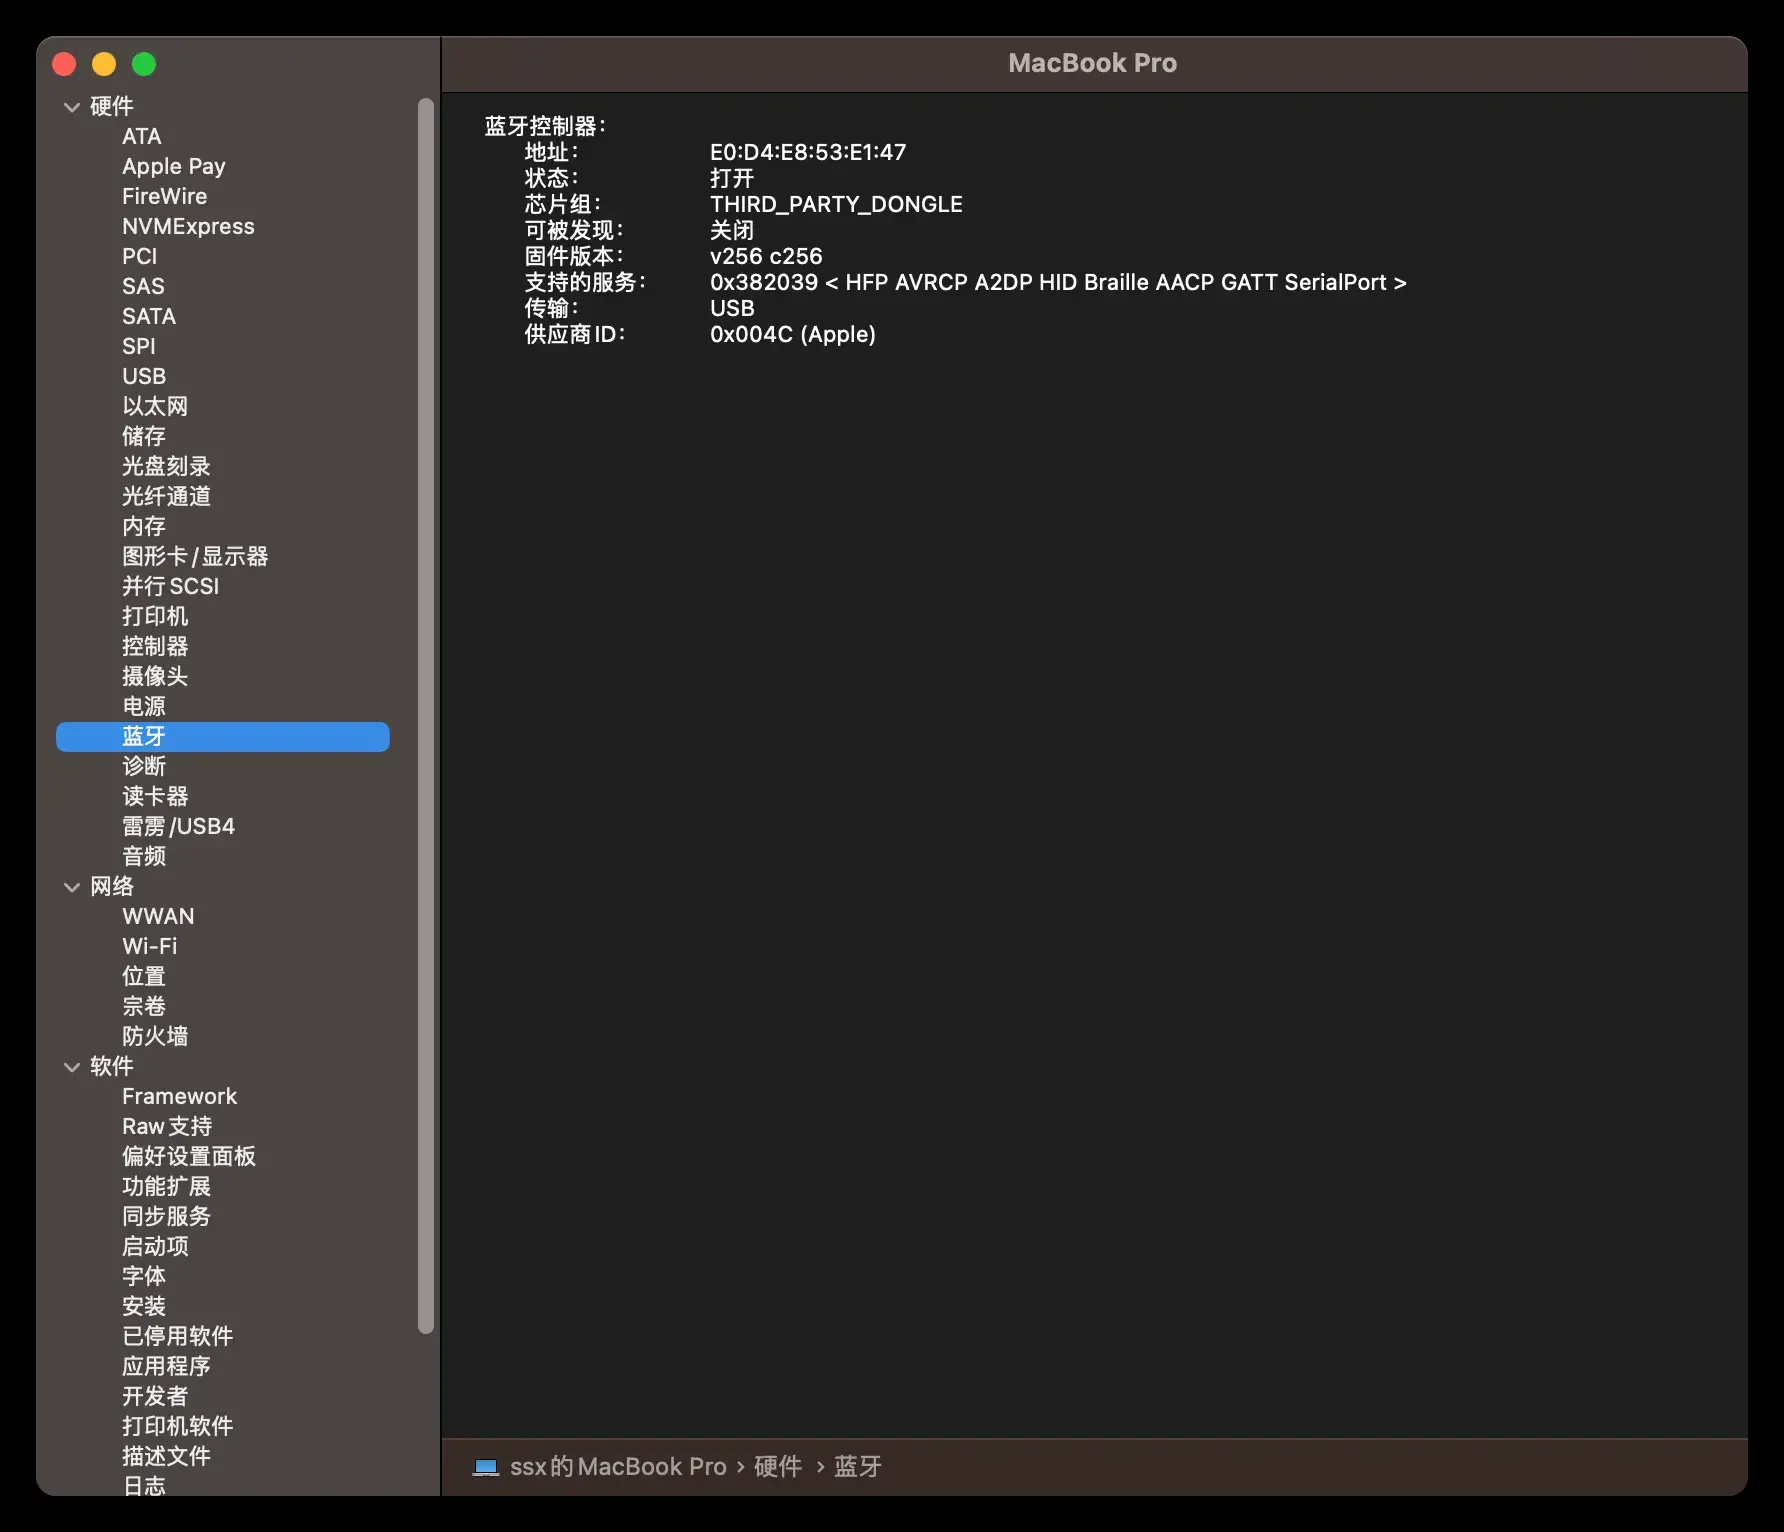 硬件
ATA
Apple Pay
FireWire
NVMExpress
PCI
SAS
SATA
SPI
USB
以太网
储存
光盘刻录
光纤通道
内存
图形卡/显示器
并行SCSI
打印机
控制器
摄像头
电源
蓝牙
诊断
读卡器
雷雳/USB4
音频
网络
WWAN
Wi-Fi
位置
宗卷
防火墙
软件
Framework
Raw支持
偏好设置面板
功能扩展
同步服务
启动项
字体
安装
已停用软件
应用程序
开发者
打印机软件
描述文件
日志
MacBook Pro
蓝牙控制器：
地址： E0:D4:E8:53:E1:47
状态： 打开
芯片组： THIRD_PARTY_DONGLE
可被发现： 关闭
固件版本： v256 c256
支持的服务： 0x382039 < HFP AVRCP A2DP HID Braille AACP GATT SerialPort >
传输： USB
供应商ID： 0x004C (Apple)
ssx的MacBook Pro › 硬件 › 蓝牙